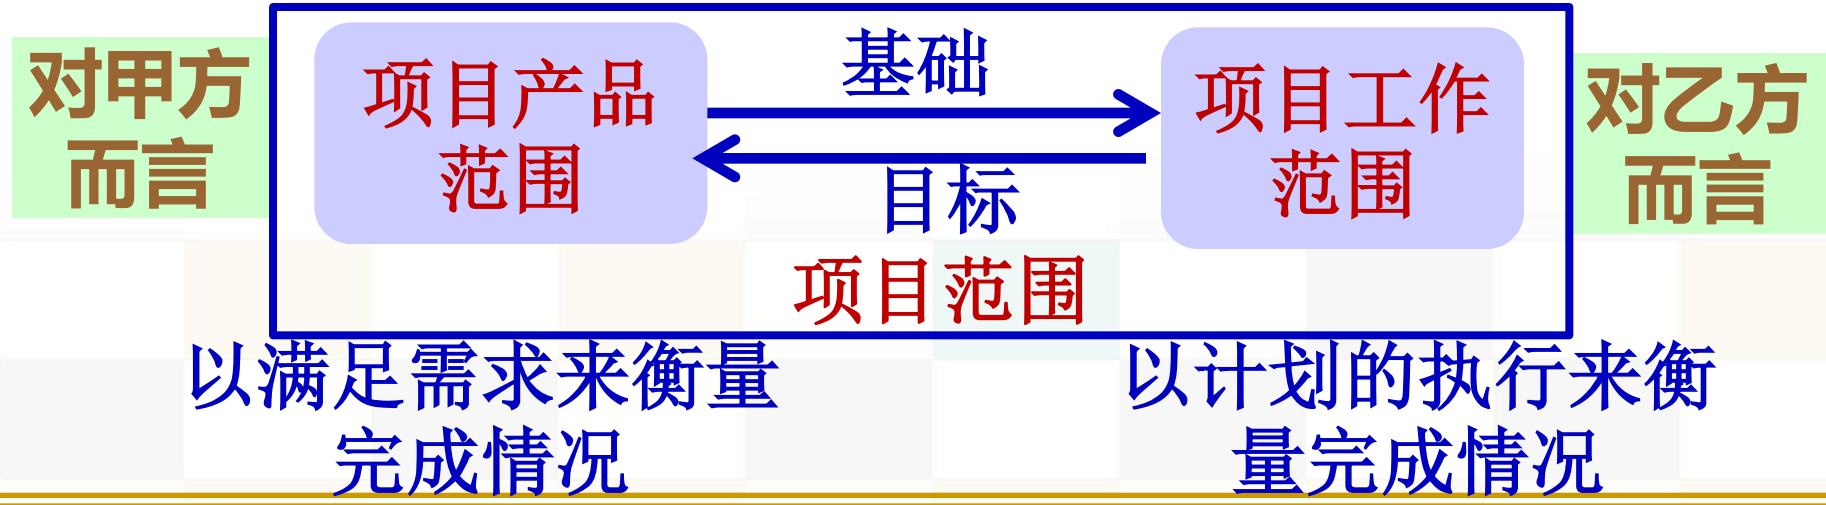 对甲方
而言
项目产品
范围
基础
目标
项目工作
范围
对乙方
而言
项目范围
以满足需求来衡量
完成情况
以计划的执行来衡
量完成情况